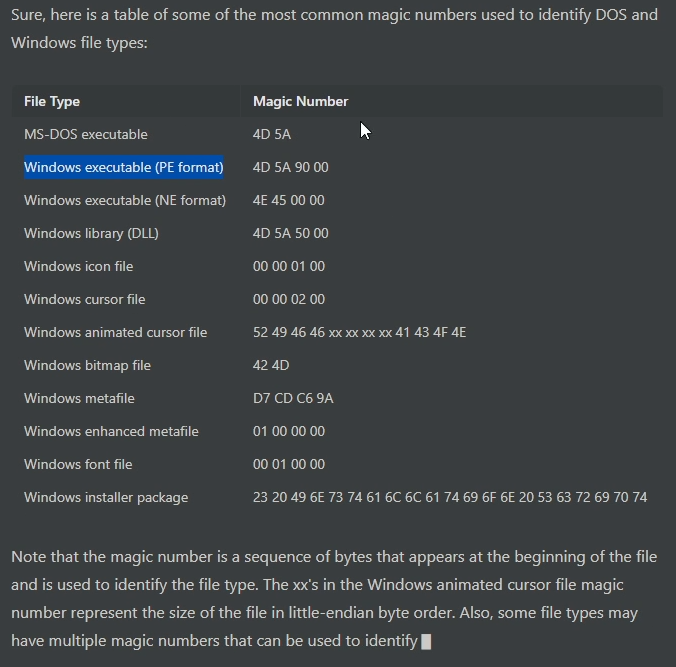 Sure, here is a table of some of the most common magic numbers used to identify DOS and
Windows file types:
File Type Magic Number
MS-DOS executable 4D 5A
Windows executable (PE format) 4D 5A 90 00
Windows executable (NE format) 4E 45 00 00
Windows library (DLL) 4D 5A 50 00
Windows icon file 00 00 01 00
Windows cursor file 00 00 02 00
Windows animated cursor file 52 49 46 46 xx xx xx xx 41 43 4F 4E
Windows bitmap file 42 4D
Windows metafile D7 CD C6 9A
Windows enhanced metafile 01 00 00 00
Windows font file 00 01 00 00
Windows installer package 23 20 49 6E 73 74 61 6C 6C 61 74 69 6F 6E 20 53 63 72 69 70 74
Note that the magic number is a sequence of bytes that appears at the beginning of the file
and is used to identify the file type. The xx's in the Windows animated cursor file magic
number represent the size of the file in little-endian byte order. Also, some file types may
have multiple magic numbers that can be used to identify